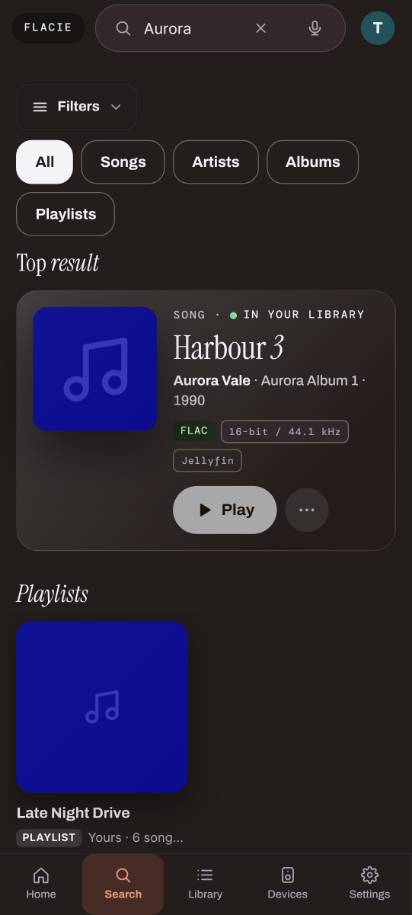 FLACIE
Aurora
T
Filters
All
Songs
Artists
Albums
Playlists
Top result
SONG · IN YOUR LIBRARY
Harbour 3
Aurora Vale · Aurora Album 1 ·
1990
FLAC
16-bit / 44.1 kHz
Jellyfin
Play
Playlists
Late Night Drive
PLAYLIST Yours · 6 song...
Home
Search
Library
Devices
Settings